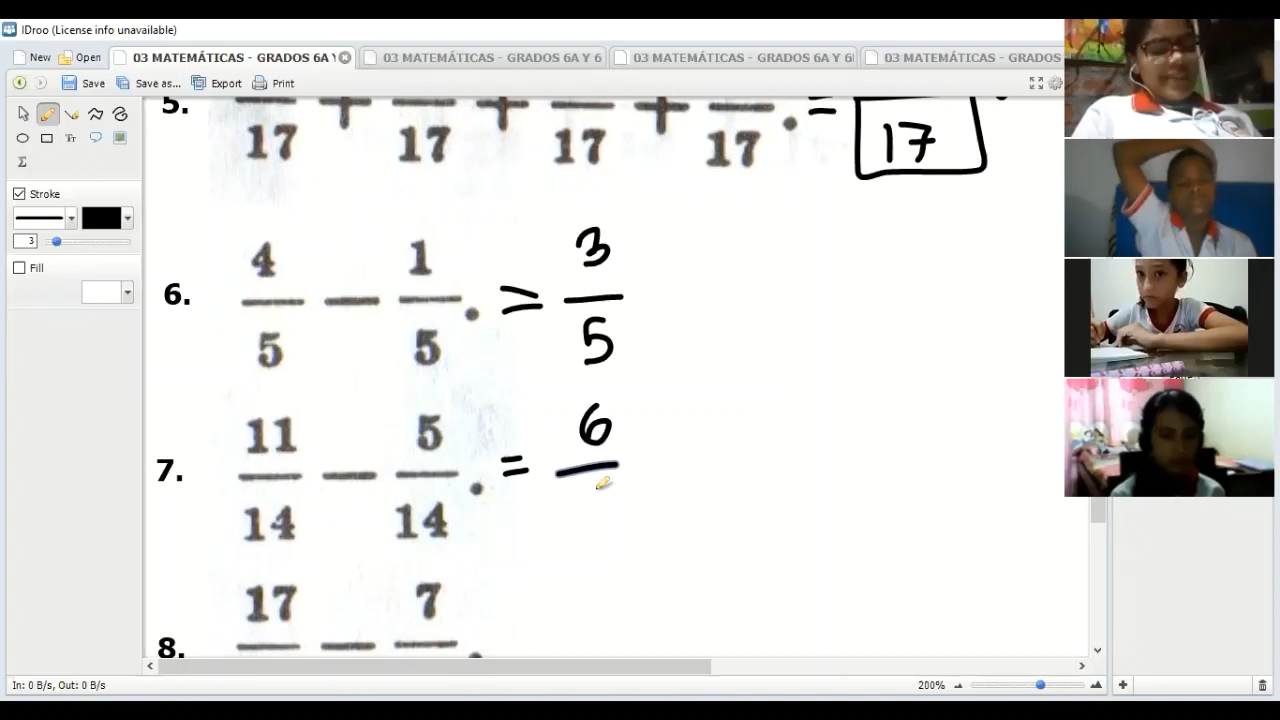 IDroo (License info unavailable)
New Open 03 MATEMÁTICAS - GRADOS 6A Y 03 MATEMÁTICAS - GRADOS 6A Y 6 03 MATEMÁTICAS - GRADOS 6A Y 6 03 MATEMÁTICAS - GRADOS
Save Save as... Export Print
5. + + + . =
17 17 17 17 17
Stroke
3
Fill
4 1 3
6. — . =
5 5 5
11 5 6
7. — . =
14 14
17 7
8. — .
In: 0 B/s, Out: 0 B/s 200%